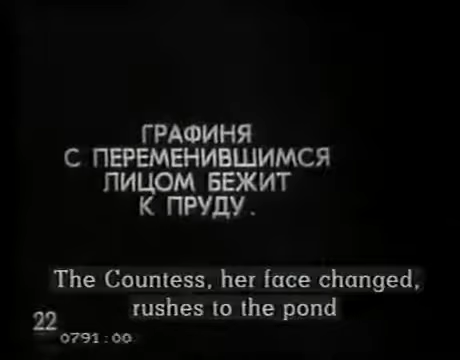 ГРАФИНЯ
С ПЕРЕМЕНИВШИМСЯ
ЛИЦОМ БЕЖИТ
К ПРУДУ.
The Countess, her face changed,
rushes to the pond
22
0791:00